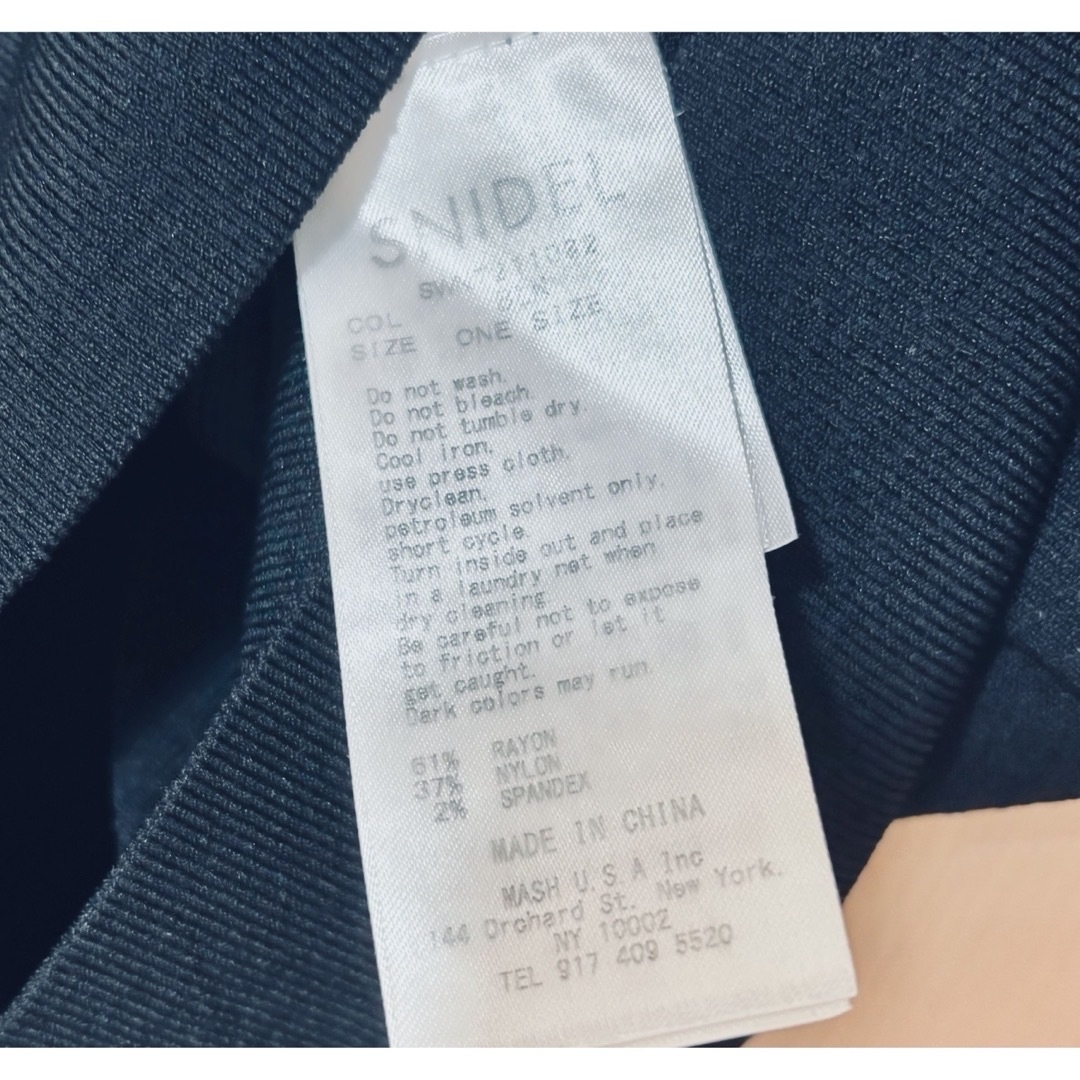 SNIDEL
COL
SIZE ONE SIZE
Do not wash.
Do not bleach.
Do not tumble dry.
Cool iron.
use press cloth.
Dryclean.
petroleum solvent only.
short cycle.
Turn inside out and place
in a laundry net when
dry cleaning.
Be careful not to expose
to friction or let it
get caught.
Dark colors may run.
61% RAYON
37% NYLON
2% SPANDEX
MADE IN CHINA
MASH U.S.A Inc
144 Orchard St. New York.
NY 10002
TEL 917 409 5520